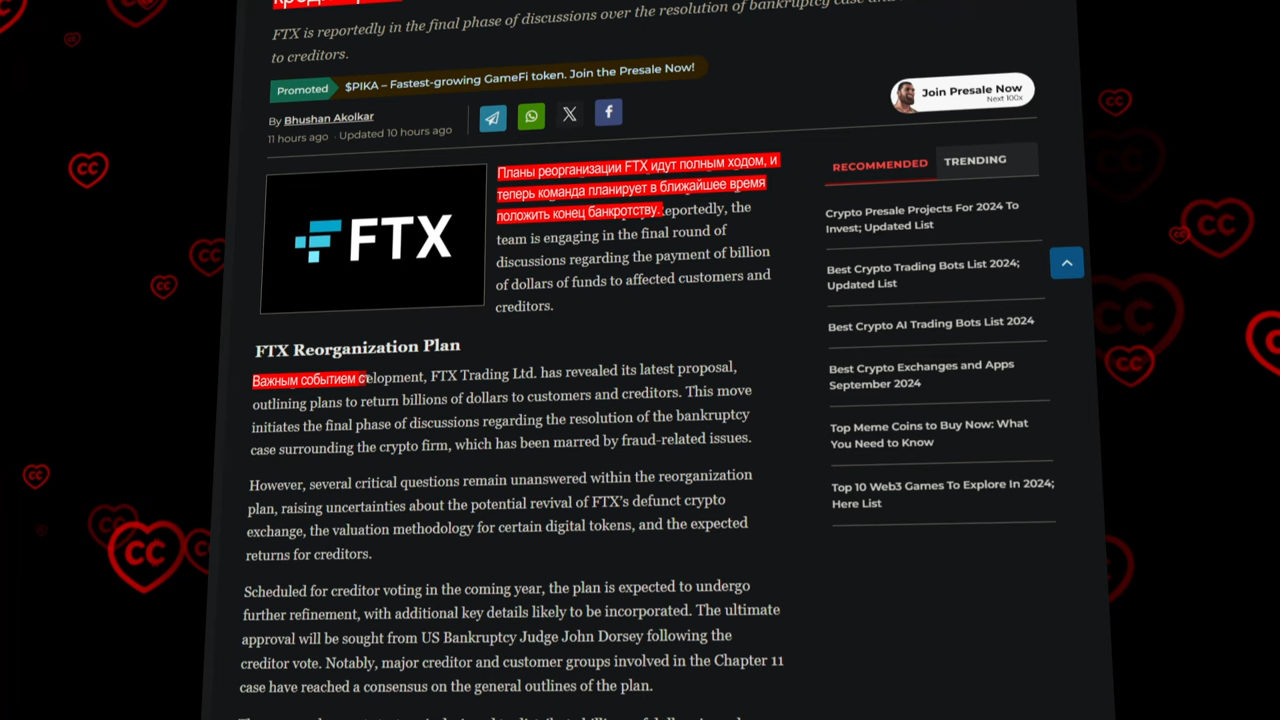 FTX is reportedly in the final phase of discussions over the resolution of bankruptcy case and
to creditors.
Promoted
$PIKA – Fastest-growing GameFi token. Join the Presale Now!
By Bhushan Akolkar
11 hours ago · Updated 10 hours ago
Join Presale Now
Next 100x
FTX
Планы реорганизации FTX идут полным ходом, и
теперь команда планирует в ближайшее время
положить конец банкротству. Reportedly, the
team is engaging in the final round of
discussions regarding the payment of billion
of dollars of funds to affected customers and
creditors.
RECOMMENDED
TRENDING
Crypto Presale Projects For 2024 To
Invest; Updated List
Best Crypto Trading Bots List 2024;
Updated List
Best Crypto AI Trading Bots List 2024
Best Crypto Exchanges and Apps
September 2024
Top Meme Coins to Buy Now: What
You Need to Know
Top 10 Web3 Games To Explore In 2024;
Here List
FTX Reorganization Plan
Важным событием с velopment, FTX Trading Ltd. has revealed its latest proposal,
outlining plans to return billions of dollars to customers and creditors. This move
initiates the final phase of discussions regarding the resolution of the bankruptcy
case surrounding the crypto firm, which has been marred by fraud-related issues.
However, several critical questions remain unanswered within the reorganization
plan, raising uncertainties about the potential revival of FTX's defunct crypto
exchange, the valuation methodology for certain digital tokens, and the expected
returns for creditors.
Scheduled for creditor voting in the coming year, the plan is expected to undergo
further refinement, with additional key details likely to be incorporated. The ultimate
approval will be sought from US Bankruptcy Judge John Dorsey following the
creditor vote. Notably, major creditor and customer groups involved in the Chapter 11
case have reached a consensus on the general outlines of the plan.
CC
CC
CC
CC
CC
CC
CC
CC